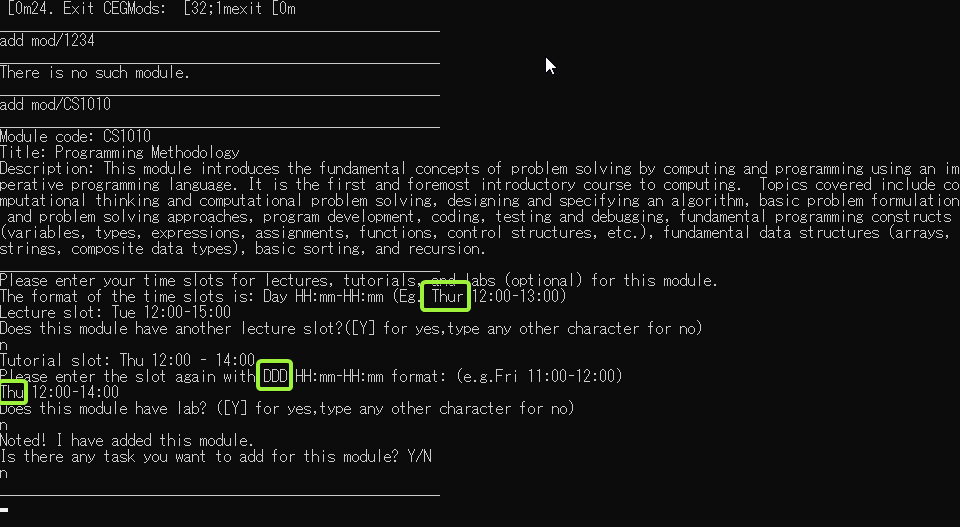 [0m24. Exit CEGMods:  [32;1mexit [0m
add mod/1234
There is no such module.
add mod/CS1010
Module code: CS1010
Title: Programming Methodology
Description: This module introduces the fundamental concepts of problem solving by computing and programming using an im
perative programming language. It is the first and foremost introductory course to computing.  Topics covered include co
mputational thinking and computational problem solving, designing and specifying an algorithm, basic problem formulation
 and problem solving approaches, program development, coding, testing and debugging, fundamental programming constructs
(variables, types, expressions, assignments, functions, control structures, etc.), fundamental data structures (arrays,
strings, composite data types), basic sorting, and recursion.
Please enter your time slots for lectures, tutorials, and labs (optional) for this module.
The format of the time slots is: Day HH:mm-HH:mm (Eg. Thur 12:00-13:00)
Lecture slot: Tue 12:00-15:00
Does this module have another lecture slot?([Y] for yes,type any other character for no)
n
Tutorial slot: Thu 12:00 - 14:00
Please enter the slot again with DDD HH:mm-HH:mm format: (e.g.Fri 11:00-12:00)
Thu 12:00-14:00
Does this module have lab? ([Y] for yes,type any other character for no)
n
Noted! I have added this module.
Is there any task you want to add for this module? Y/N
n